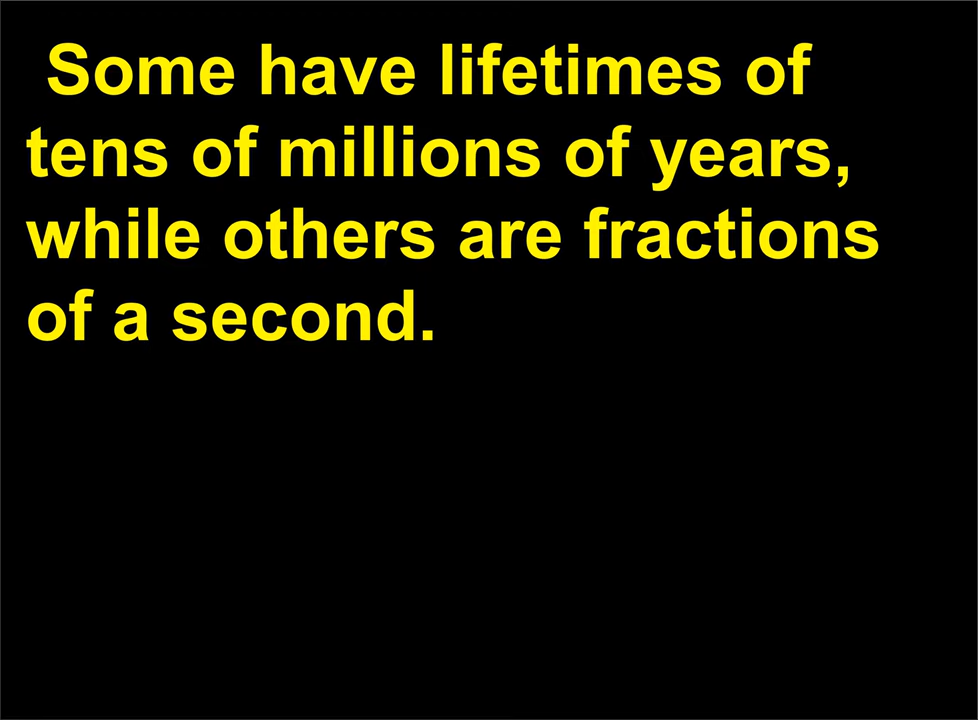 Some have lifetimes of
tens of millions of years,
while others are fractions
of a second.